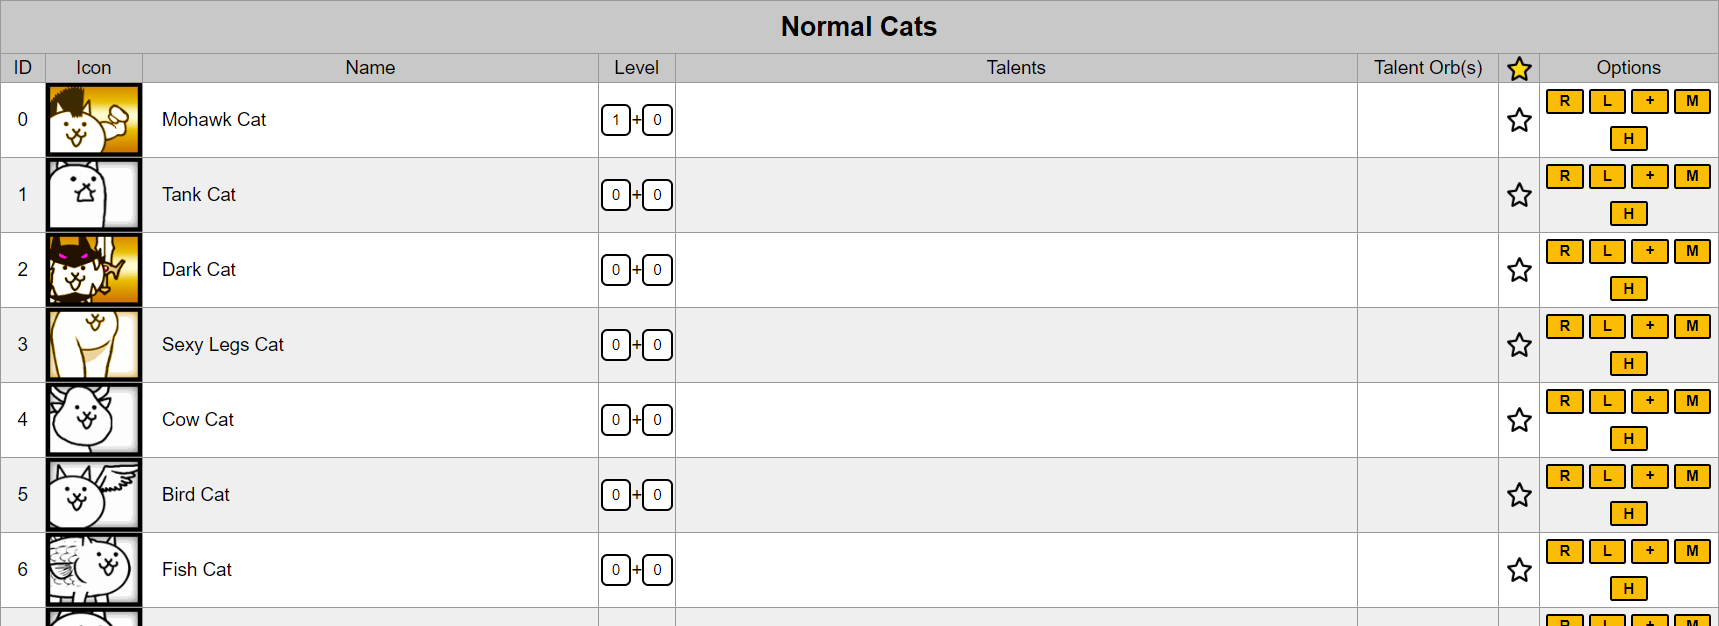 Normal Cats
ID Icon Name Level Talents Talent Orb(s) Options
0 Mohawk Cat 1 + 0 R L + M
H
1 Tank Cat 0 + 0 R L + M
H
2 Dark Cat 0 + 0 R L + M
H
3 Sexy Legs Cat 0 + 0 R L + M
H
4 Cow Cat 0 + 0 R L + M
H
5 Bird Cat 0 + 0 R L + M
H
6 Fish Cat 0 + 0 R L + M
H
R L + M